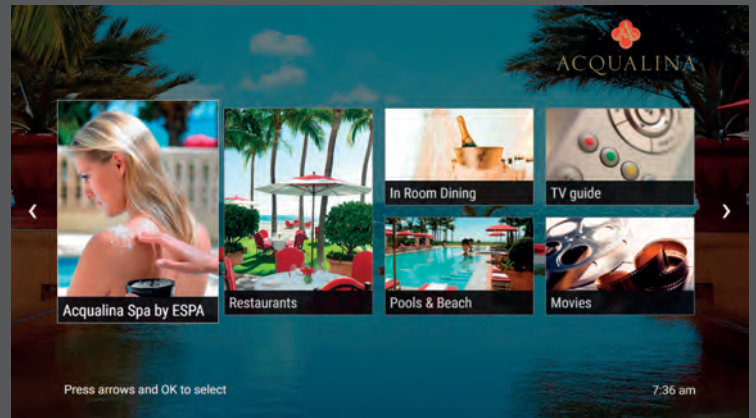 ACQUALINA
In Room Dining
TV guide
Acqualina Spa by ESPA
Restaurants
Pools & Beach
Movies
Press arrows and OK to select
7:36 am